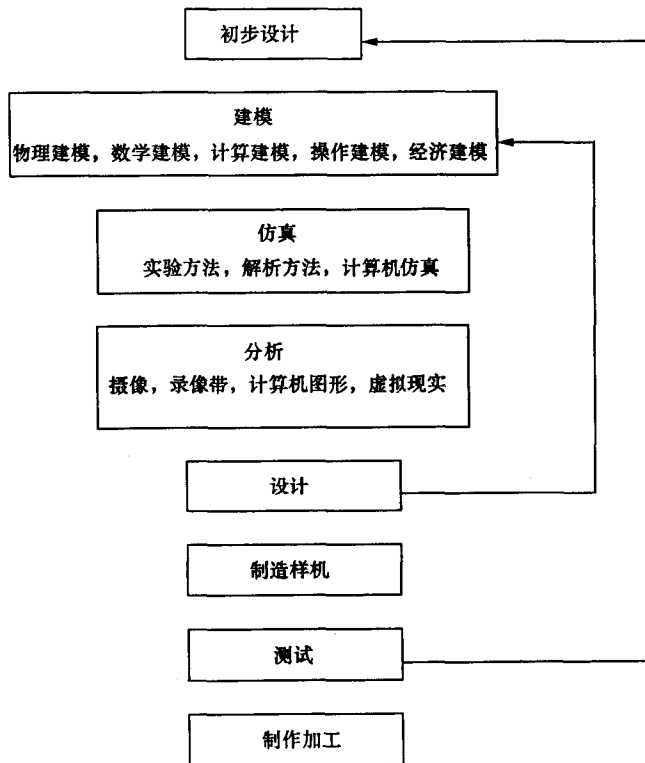 初步设计
建模
物理建模，数学建模，计算建模，操作建模，经济建模
仿真
实验方法，解析方法，计算机仿真
分析
摄像，录像带，计算机图形，虚拟现实
设计
制造样机
测试
制作加工